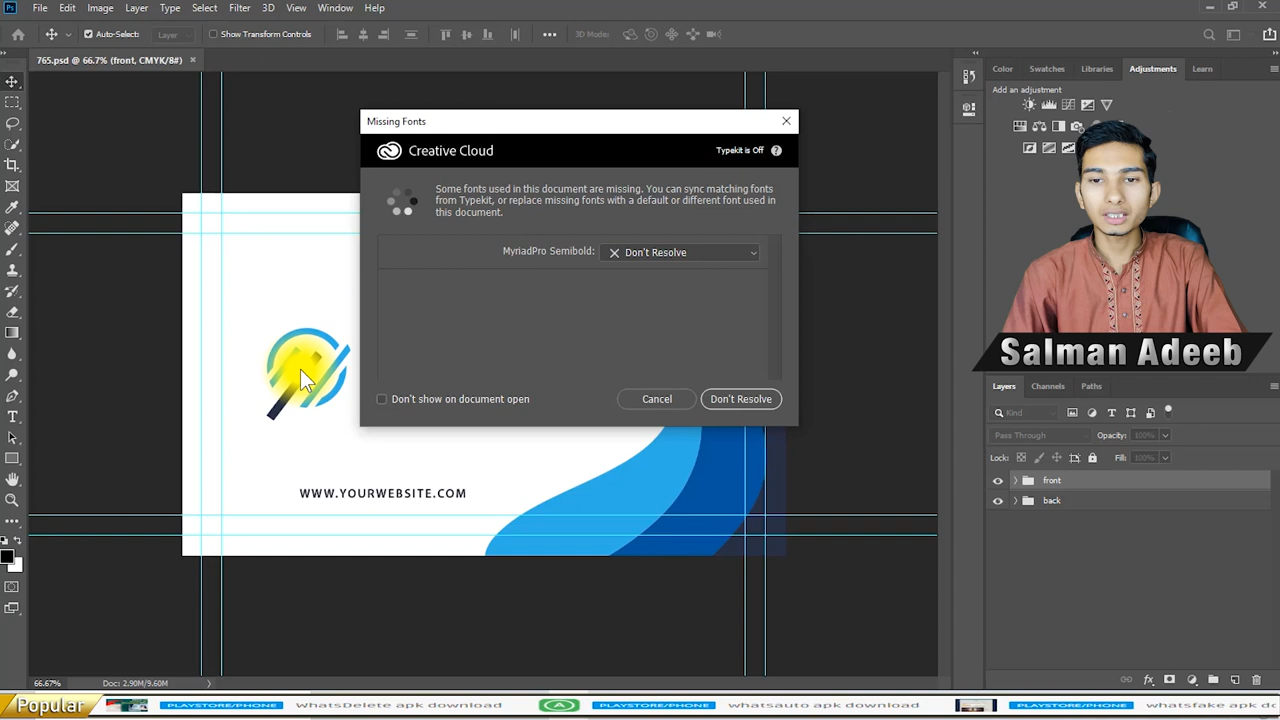 Ps File Edit Image Layer Type Select Filter 3D View Window Help
Auto-Select: Layer Show Transform Controls 3D Mode:
765.psd @ 66.7% (front, CMYK/8#)
Color Swatches Libraries Adjustments Learn
Add an adjustment
Missing Fonts
Creative Cloud
Typekit is Off
Some fonts used in this document are missing. You can sync matching fonts
from Typekit, or replace missing fonts with a default or different font used in
this document.
MyriadPro Semibold: Don't Resolve
Don't show on document open
Cancel
Don't Resolve
WWW.YOURWEBSITE.COM
Salman Adeeb
Layers Channels Paths
Kind
Pass Through Opacity: 100%
Lock: Fill: 100%
front
back
66.67% Doc: 2.90M/9.60M
Popular
PLAYSTORE/PHONE WhatsDelete apk download PLAYSTORE/PHONE whatsauto apk download PLAYSTORE/PHONE whatsfake apk download